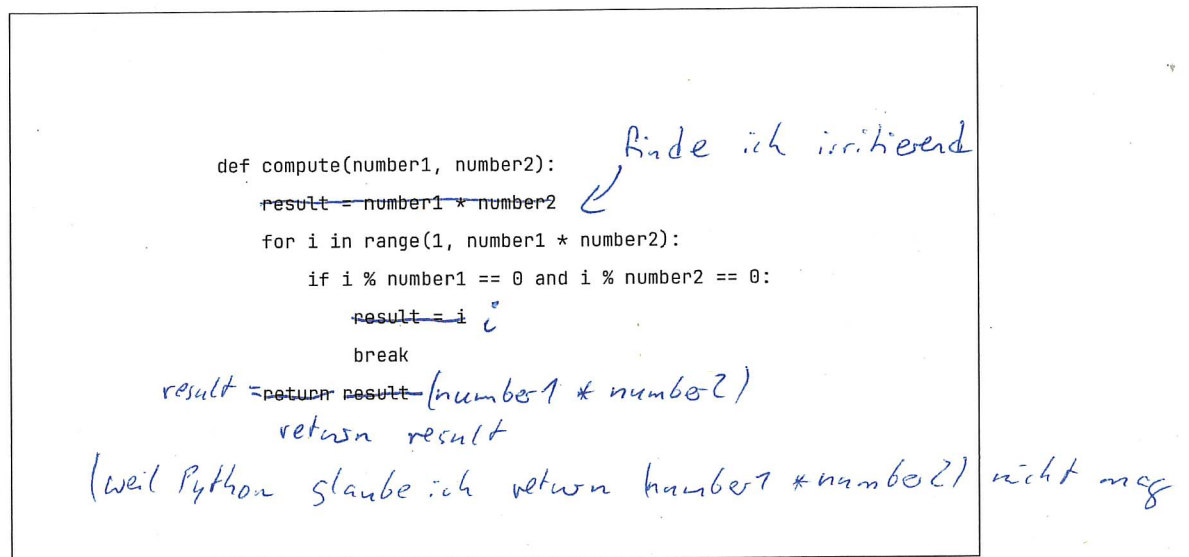 finde ich irritierend
def compute(number1, number2):
result = number1 * number2
for i in range(1, number1 * number2):
if i % number1 == 0 and i % number2 == 0:
result = i i
break
result = return result (number1 * number2)
return result
(weil Python glaube ich return (number1 * number2) nicht mag